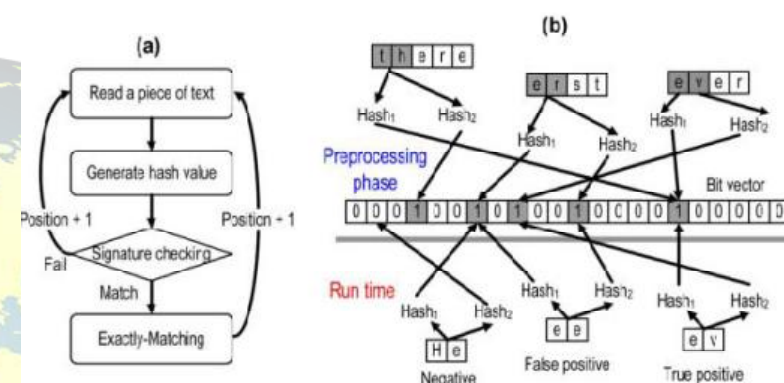 (a)
Read a piece of text
Generate hash value
Signature checking
Position + 1
Position + 1
Fail
Match
Exactly-Matching
(b)
t h e r e
e r s t
e v e r
Hash1
Hash2
Hash1
Hash2
Hash1
Hash2
Preprocessing
phase
Bit vector
0 0 0 1 0 0 1 0 1 0 0 1 0 0 0 0 1 0 0 0 0 0
Run time
Hash1
Hash2
Hash1
Hash2
Hash1
Hash2
H e
e e
e v
Negative
False positive
True positive